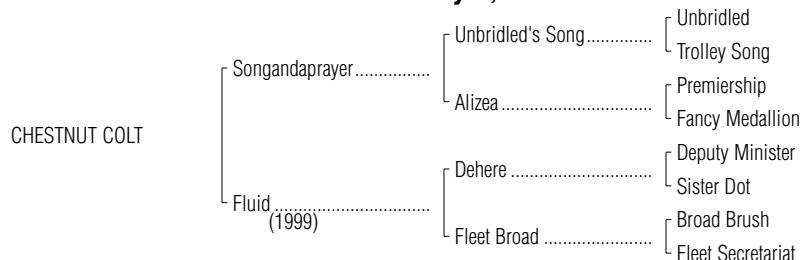 Unbridled
Unbridled's Song................
Trolley Song
Songandaprayer................
Premiership
Alizea.....................................
Fancy Medallion
CHESTNUT COLT
Deputy Minister
Dehere ..................................
Sister Dot
Fluid ......................................
Broad Brush
(1999)
Fleet Broad ..........................
Fleet Secretariat